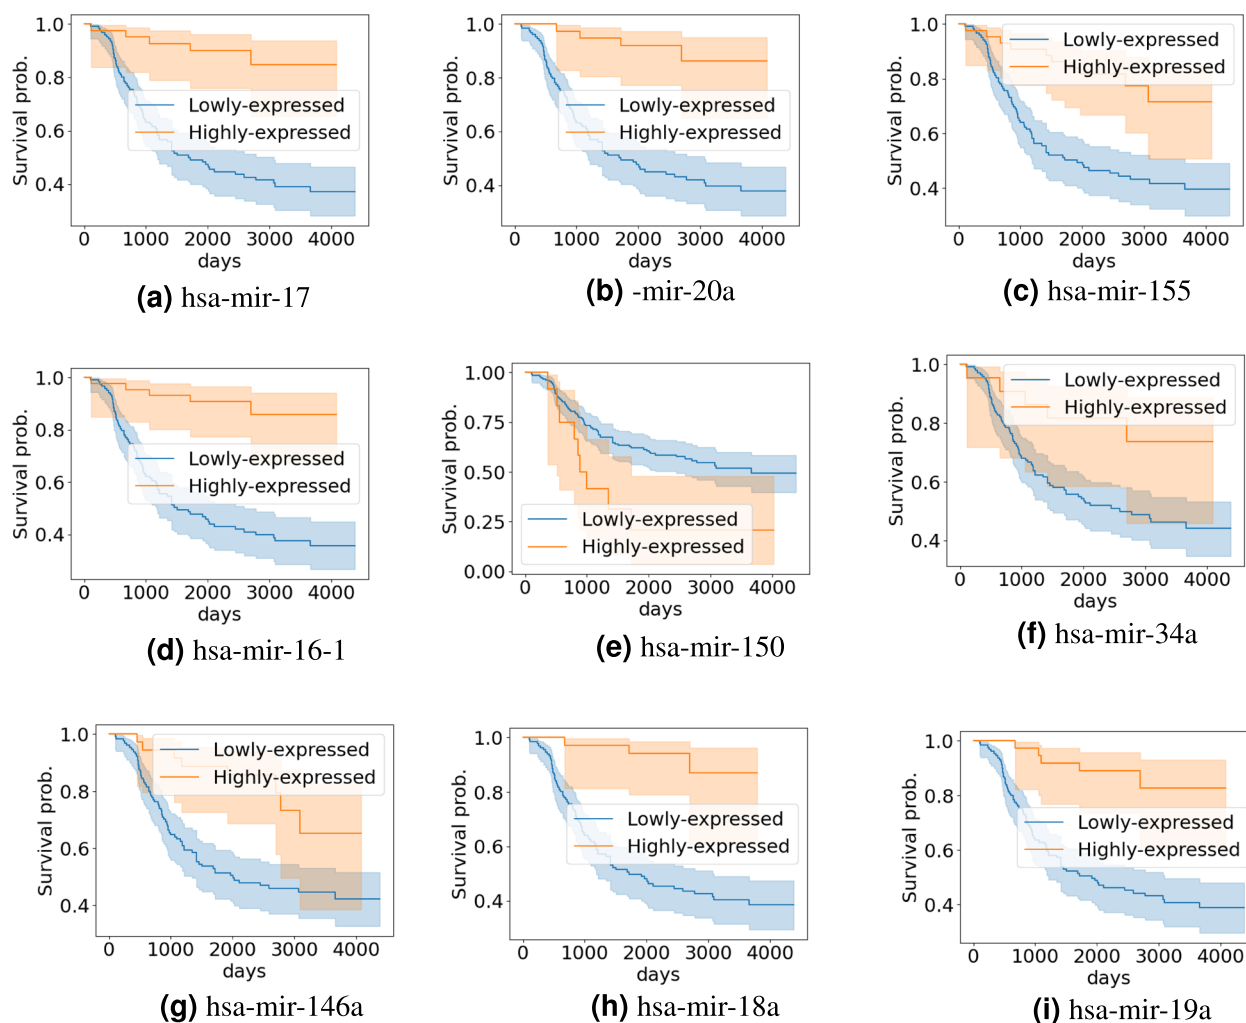 1.0
0.8
0.6
0.4
Survival prob.
Lowly-expressed
Highly-expressed
0 1000 2000 3000 4000
days
(a) hsa-mir-17
1.0
0.8
0.6
0.4
Survival prob.
Lowly-expressed
Highly-expressed
0 1000 2000 3000 4000
days
(b) -mir-20a
1.0
0.8
0.6
0.4
Survival prob.
Lowly-expressed
Highly-expressed
0 1000 2000 3000 4000
days
(c) hsa-mir-155
1.0
0.8
0.6
0.4
Survival prob.
Lowly-expressed
Highly-expressed
0 1000 2000 3000 4000
days
(d) hsa-mir-16-1
1.00
0.75
0.50
0.25
0.00
Survival prob.
Lowly-expressed
Highly-expressed
0 1000 2000 3000 4000
days
(e) hsa-mir-150
1.0
0.8
0.6
0.4
Survival prob.
Lowly-expressed
Highly-expressed
0 1000 2000 3000 4000
days
(f) hsa-mir-34a
1.0
0.8
0.6
0.4
Survival prob.
Lowly-expressed
Highly-expressed
0 1000 2000 3000 4000
days
(g) hsa-mir-146a
1.0
0.8
0.6
0.4
Survival prob.
Lowly-expressed
Highly-expressed
0 1000 2000 3000 4000
days
(h) hsa-mir-18a
1.0
0.8
0.6
0.4
Survival prob.
Lowly-expressed
Highly-expressed
0 1000 2000 3000 4000
days
(i) hsa-mir-19a